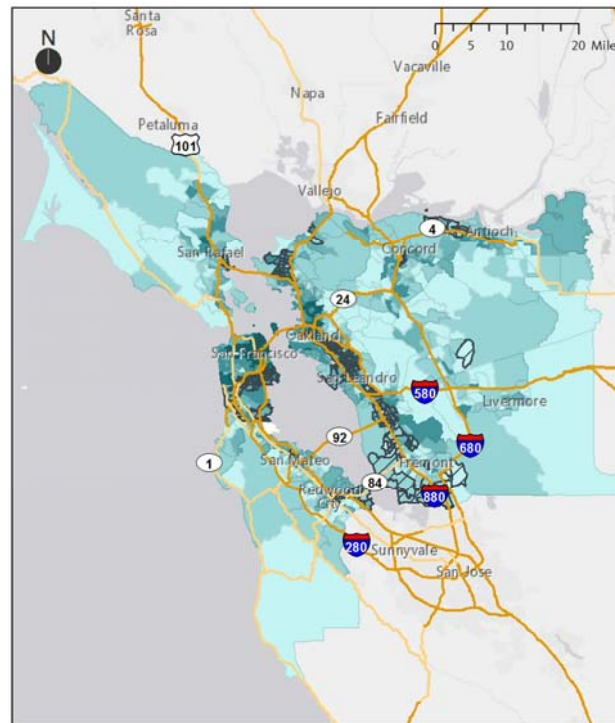 Santa
Rosa
N
0 5 10 20 Mile
Vacaville
Napa
Petaluma
Fairfield
101
Vallejo
4
Antioch
San Rafael
Concord
24
Oakland
San Francisco
San Leandro
580
Livermore
92
680
1
San Mateo
Fremont
84
Redwood
City
880
280
Sunnyvale
San Jose